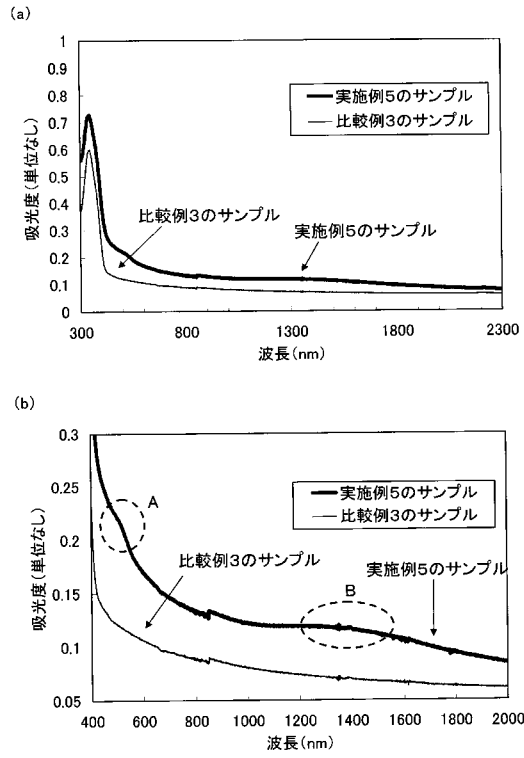 (a)
1
0.9
0.8
0.7
0.6
0.5
0.4
0.3
0.2
0.1
0
吸光度(単位なし)
実施例5のサンプル
比較例3のサンプル
比較例3のサンプル
実施例5のサンプル
300
800
1300
1800
2300
波長(nm)
(b)
0.3
0.25
0.2
0.15
0.1
0.05
吸光度(単位なし)
A
実施例5のサンプル
比較例3のサンプル
比較例3のサンプル
B
実施例5のサンプル
400
600
800
1000
1200
1400
1600
1800
2000
波長(nm)